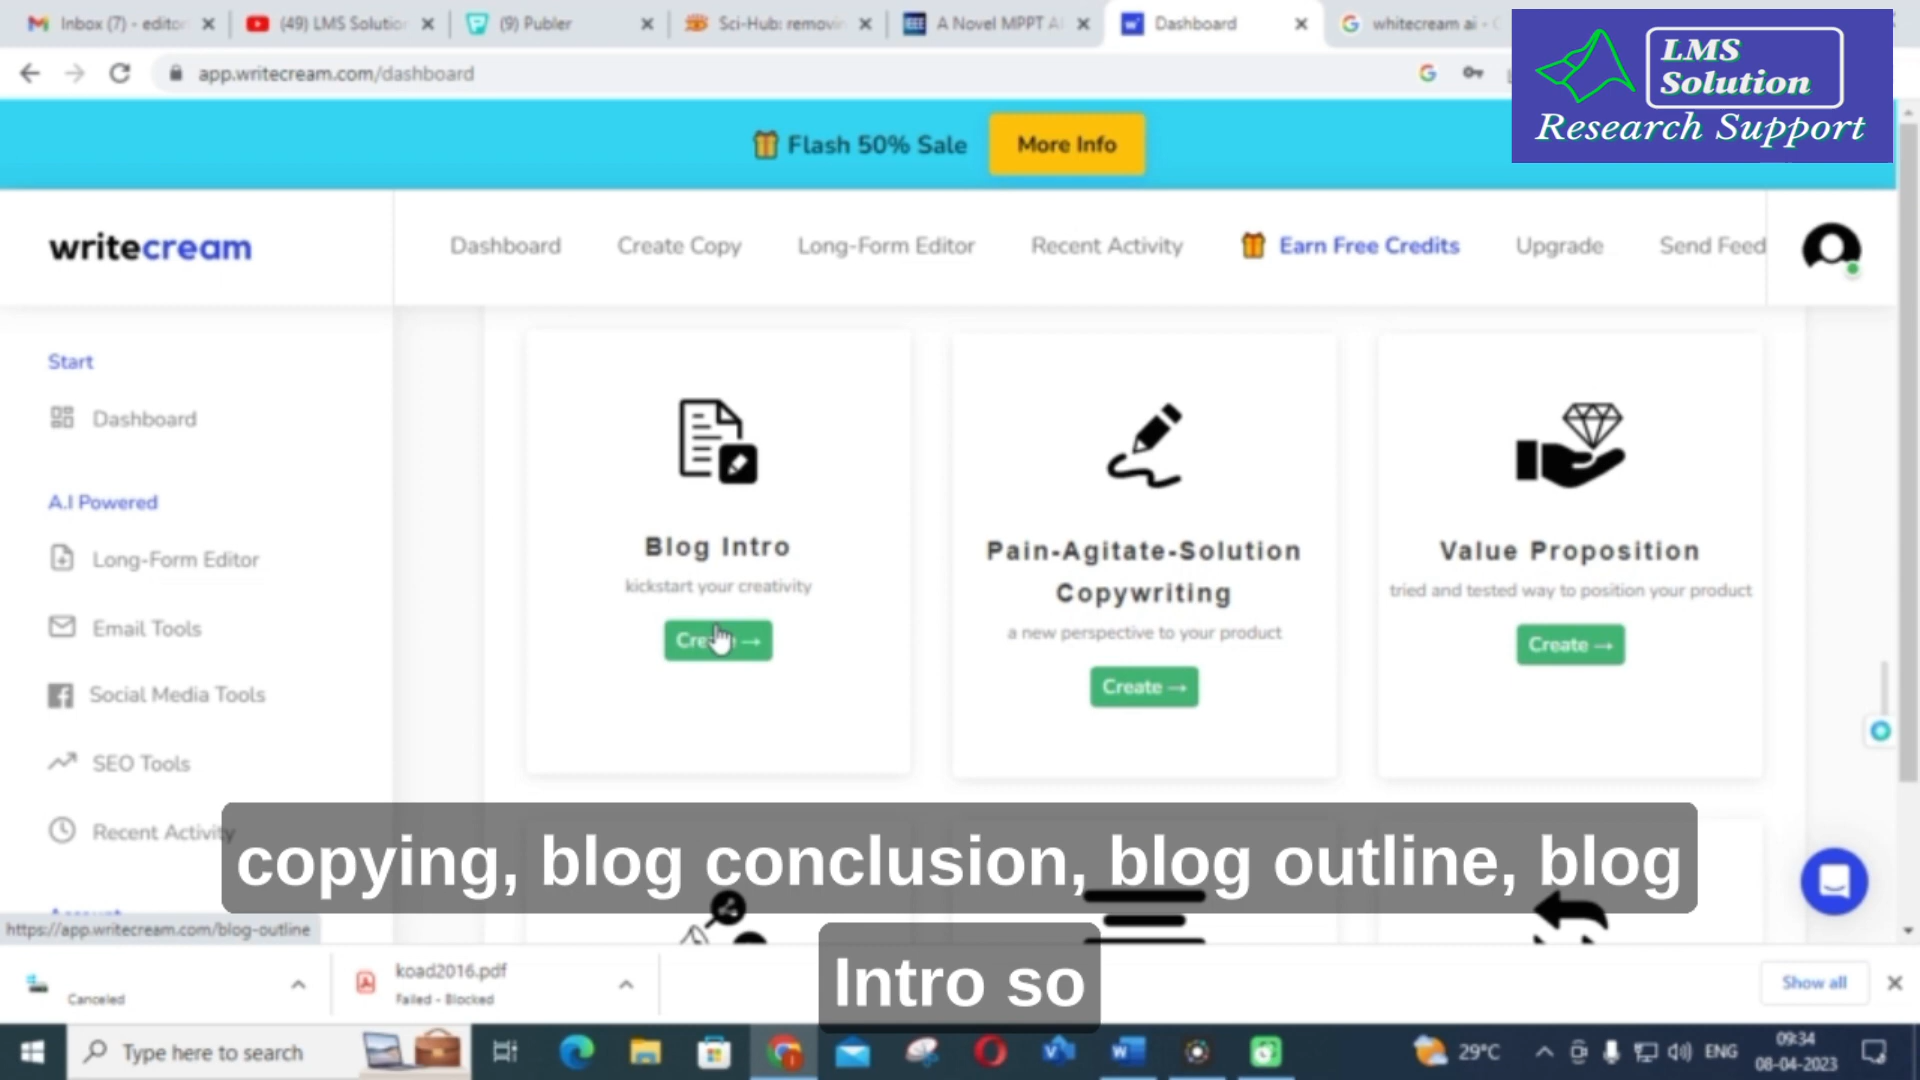 Inbox (7) - editor
(49) LMS Solution
(9) Publer
Sci-Hub: removin
A Novel MPPT Al
Dashboard
whitecream ai - G
app.writecream.com/dashboard
LMS
Solution
Research Support
Flash 50% Sale
More Info
writecream
Dashboard
Create Copy
Long-Form Editor
Recent Activity
Earn Free Credits
Upgrade
Send Feed
Start
Dashboard
A.I Powered
Long-Form Editor
Email Tools
Social Media Tools
SEO Tools
Recent Activity
Blog Intro
kickstart your creativity
Pain-Agitate-Solution
Copywriting
a new perspective to your product
Create →
Value Proposition
tried and tested way to position your product
Create →
copying, blog conclusion, blog outline, blog
Intro so
https://app.writecream.com/blog-outline
Canceled
koad2016.pdf
Failed - Blocked
Show all
Type here to search
29°C
ENG
09:34
08-04-2023